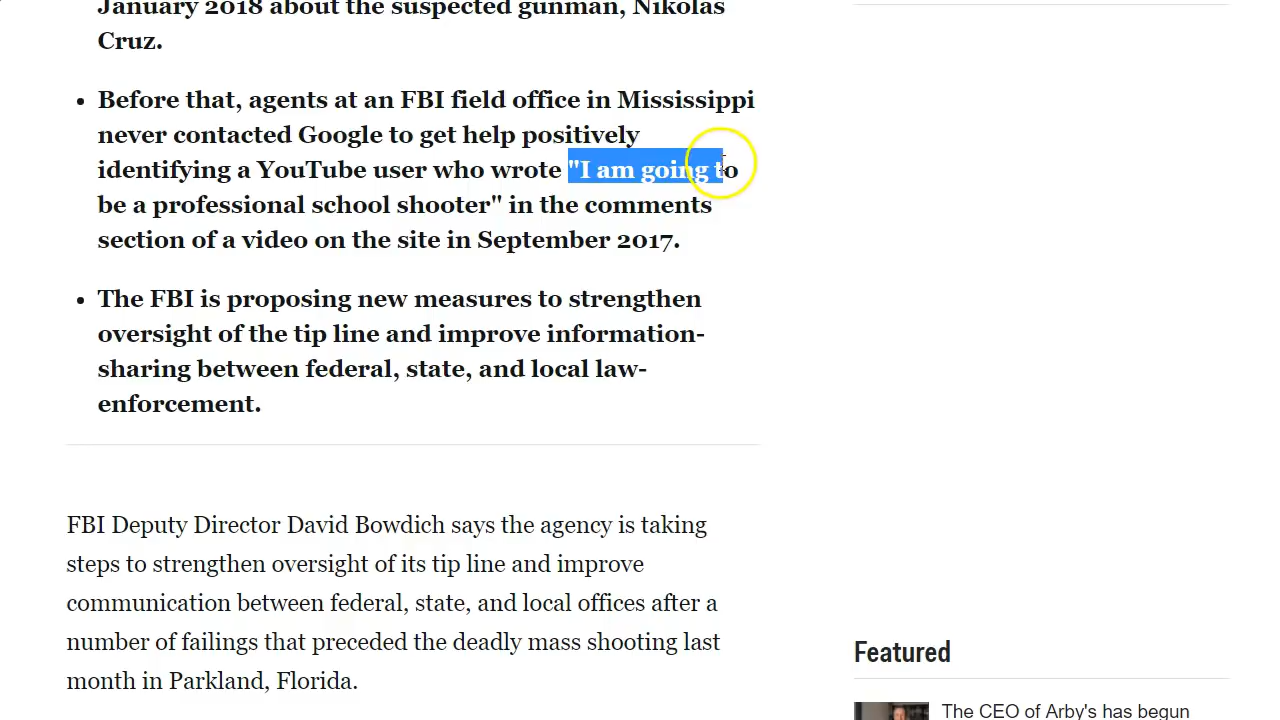 January 2018 about the suspected gunman, Nikolas
Cruz.
Before that, agents at an FBI field office in Mississippi
never contacted Google to get help positively
identifying a YouTube user who wrote "I am going to
be a professional school shooter" in the comments
section of a video on the site in September 2017.
The FBI is proposing new measures to strengthen
oversight of the tip line and improve information-
sharing between federal, state, and local law-
enforcement.
FBI Deputy Director David Bowdich says the agency is taking
steps to strengthen oversight of its tip line and improve
communication between federal, state, and local offices after a
number of failings that preceded the deadly mass shooting last
month in Parkland, Florida.
Featured
The CEO of Arby's has begun